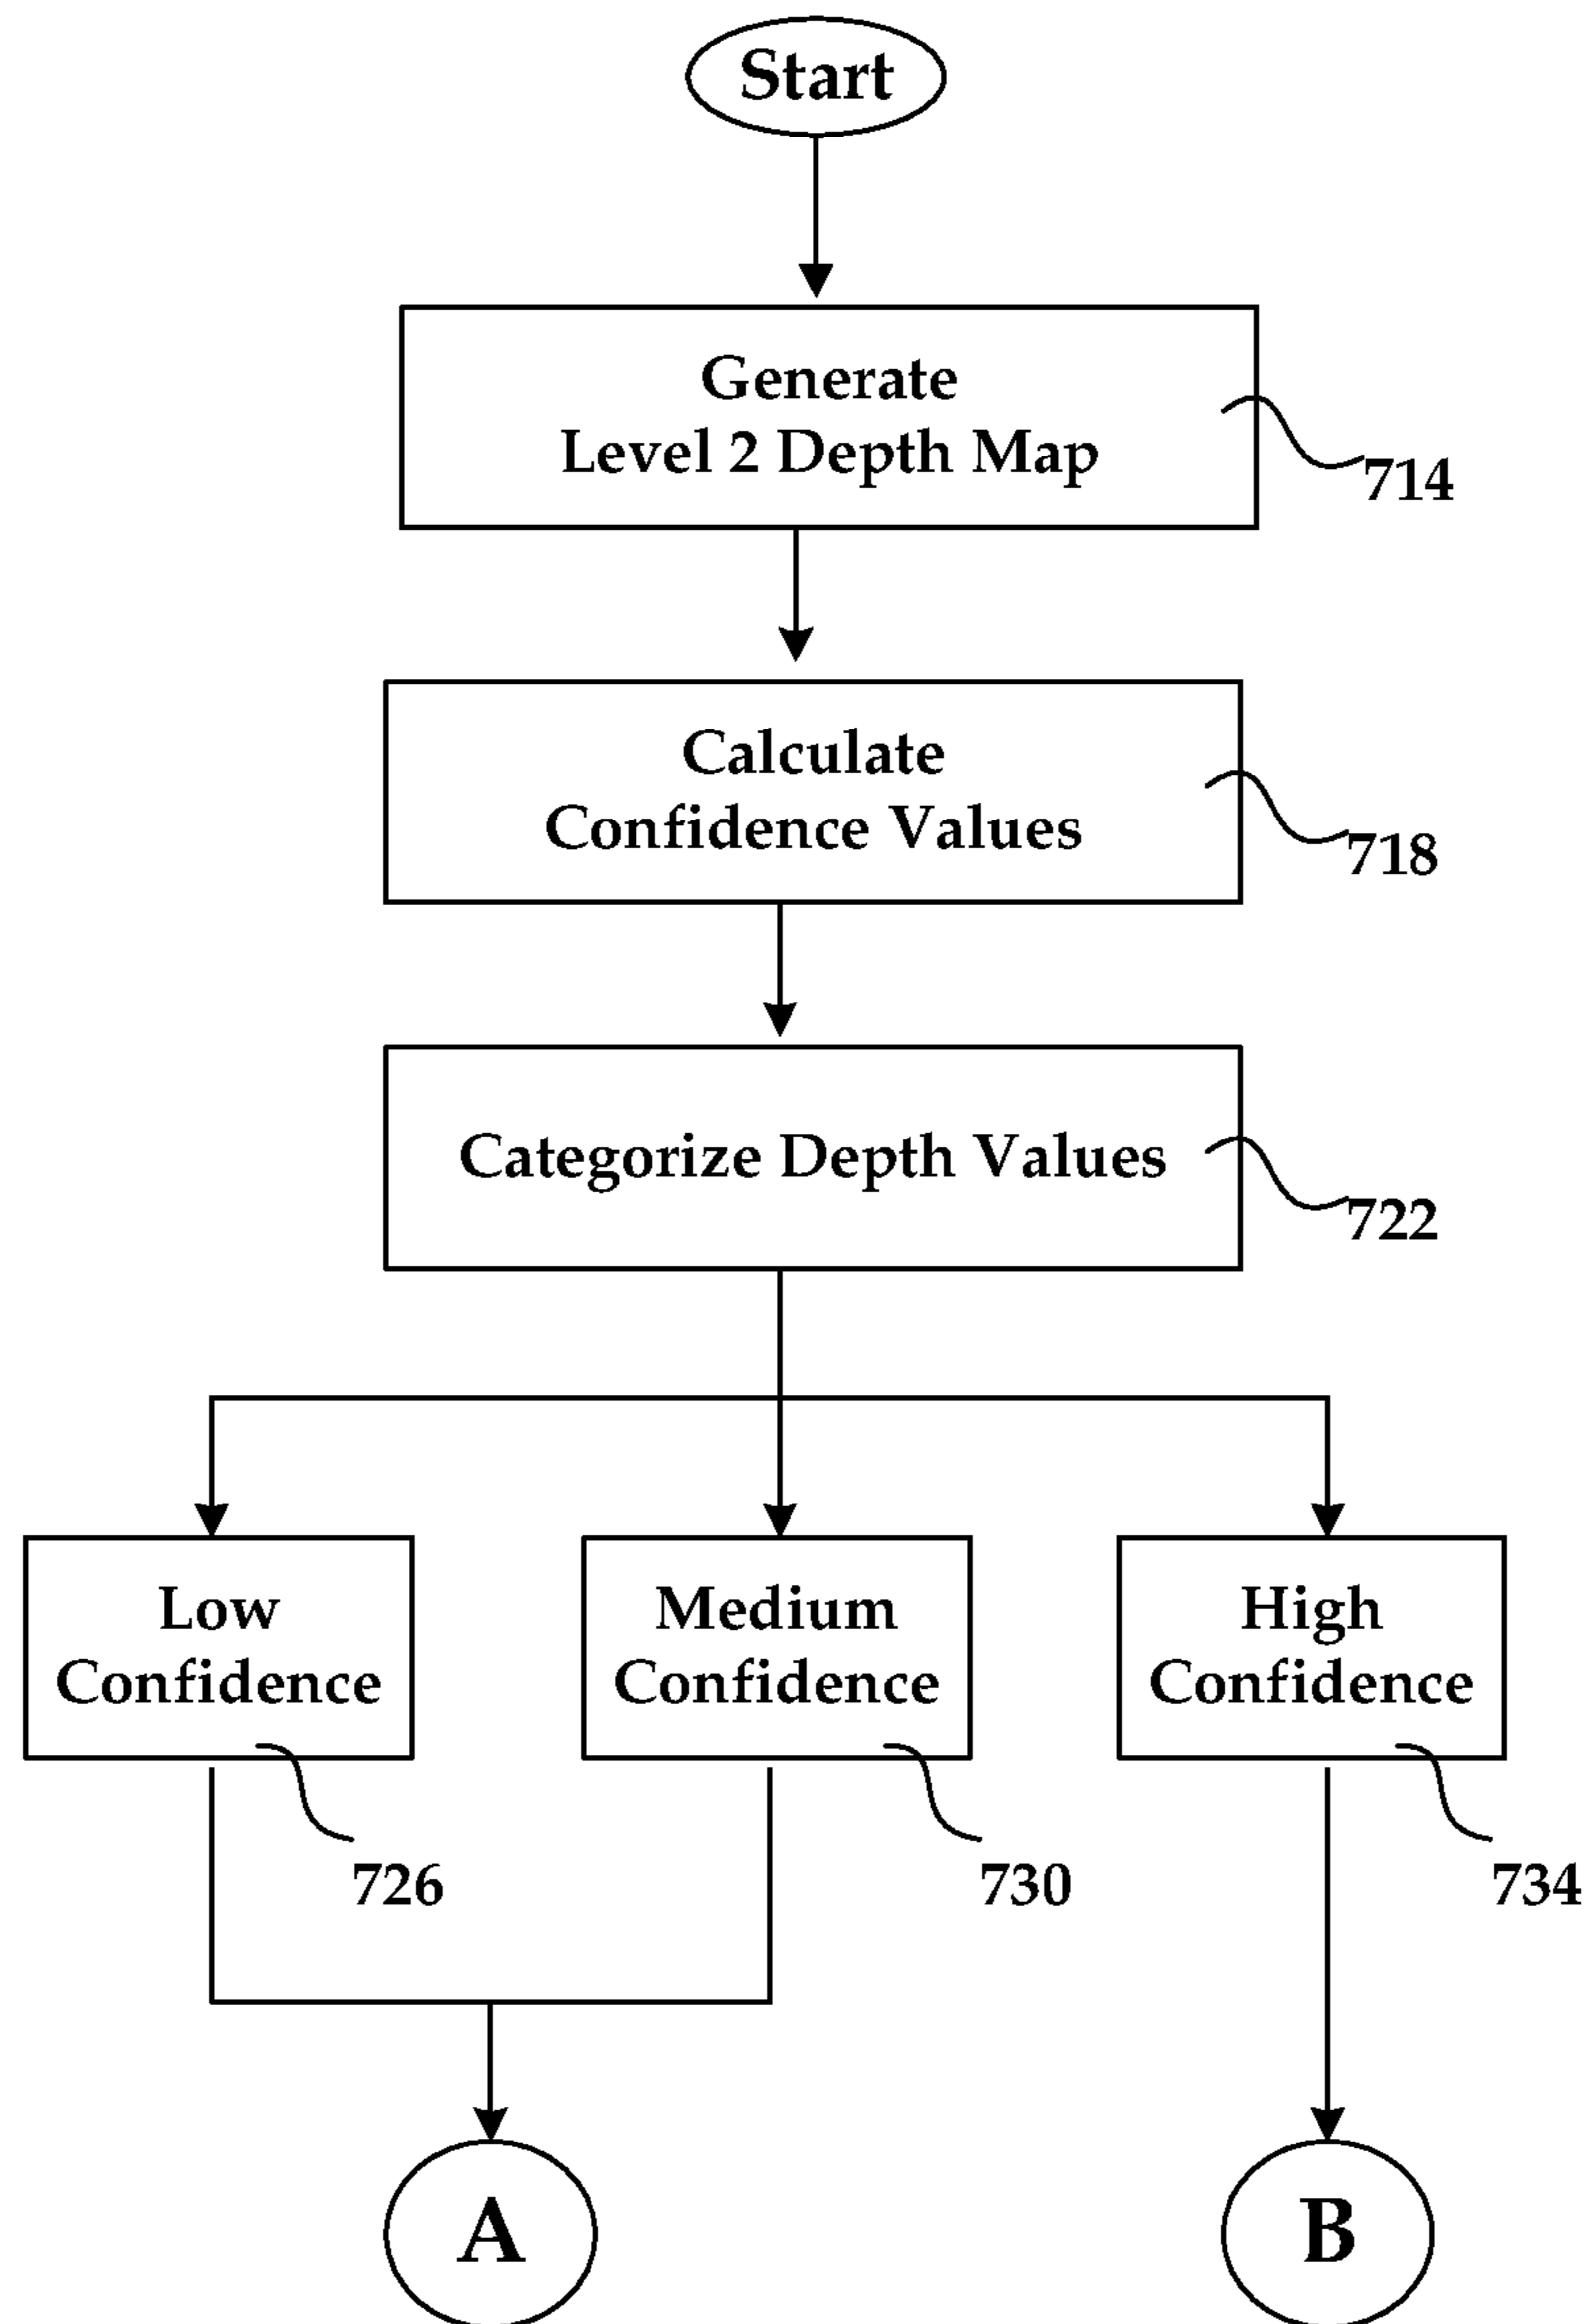 Start
Generate
Level 2 Depth Map
714
Calculate
Confidence Values
718
Categorize Depth Values
722
Low
Confidence
726
Medium
Confidence
730
High
Confidence
734
A
B